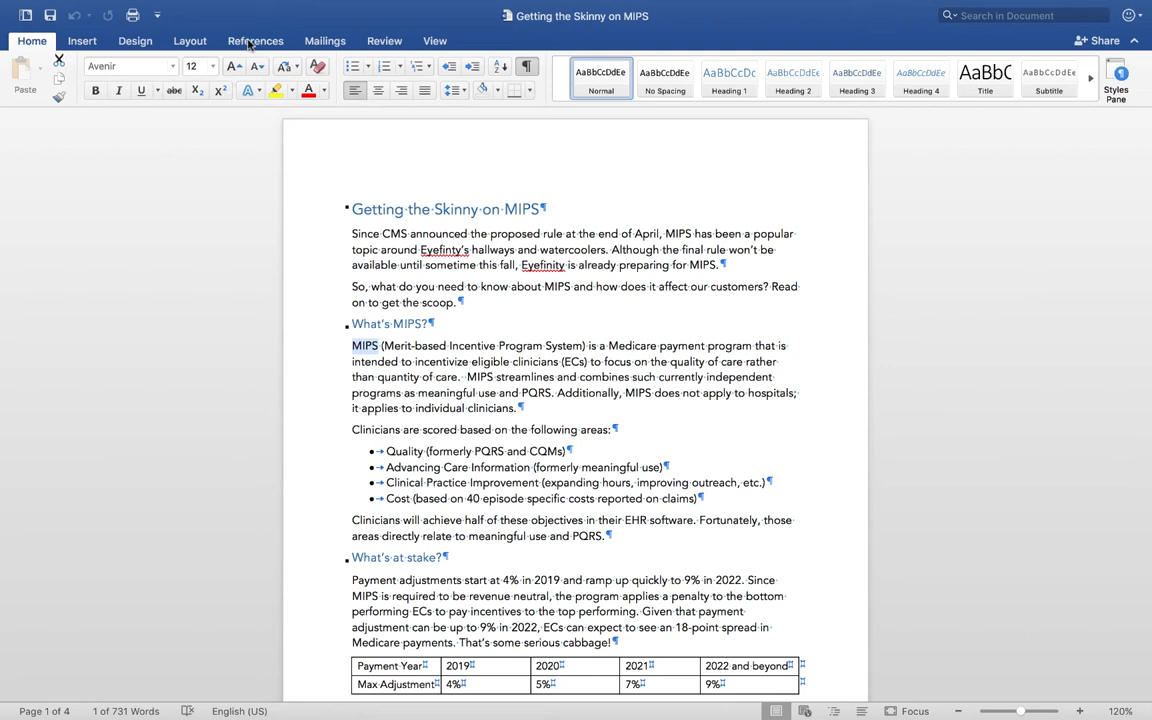 Getting the Skinny on MIPS
Search in Document
Home Insert Design Layout References Mailings Review View
Share
Paste
Avenir 12
AaBbCcDdEe AaBbCcDdEe AaBbCcDc AaBbCcDdEe AaBbCcDdEe AaBbCcDdEe AaBbC AaBbCcDdEe
Normal No Spacing Heading 1 Heading 2 Heading 3 Heading 4 Title Subtitle
Styles
Pane
Getting the Skinny on MIPS¶
Since CMS announced the proposed rule at the end of April, MIPS has been a popular
topic around Eyefinty's hallways and watercoolers. Although the final rule won't be
available until sometime this fall, Eyefinity is already preparing for MIPS.¶
So, what do you need to know about MIPS and how does it affect our customers? Read
on to get the scoop.¶
What's MIPS?¶
MIPS (Merit-based Incentive Program System) is a Medicare payment program that is
intended to incentivize eligible clinicians (ECs) to focus on the quality of care rather
than quantity of care.  MIPS streamlines and combines such currently independent
programs as meaningful use and PQRS. Additionally, MIPS does not apply to hospitals;
it applies to individual clinicians.¶
Clinicians are scored based on the following areas:¶
• Quality (formerly PQRS and CQMs)¶
• Advancing Care Information (formerly meaningful use)¶
• Clinical Practice Improvement (expanding hours, improving outreach, etc.)¶
• Cost (based on 40 episode specific costs reported on claims)¶
Clinicians will achieve half of these objectives in their EHR software. Fortunately, those
areas directly relate to meaningful use and PQRS.¶
What's at stake?¶
Payment adjustments start at 4% in 2019 and ramp up quickly to 9% in 2022. Since
MIPS is required to be revenue neutral, the program applies a penalty to the bottom
performing ECs to pay incentives to the top performing. Given that payment
adjustment can be up to 9% in 2022, ECs can expect to see an 18-point spread in
Medicare payments. That's some serious cabbage!¶
Payment Year 2019 2020 2021 2022 and beyond
Max Adjustment 4% 5% 7% 9%
Page 1 of 4 1 of 731 Words English (US) Focus 120%